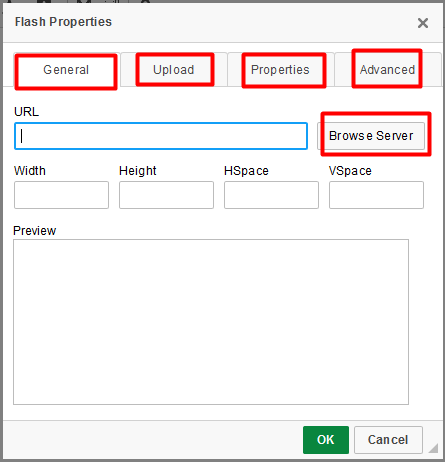 Flash Properties
General Upload Properties Advanced
URL
Browse Server
Width Height HSpace VSpace
Preview
OK Cancel